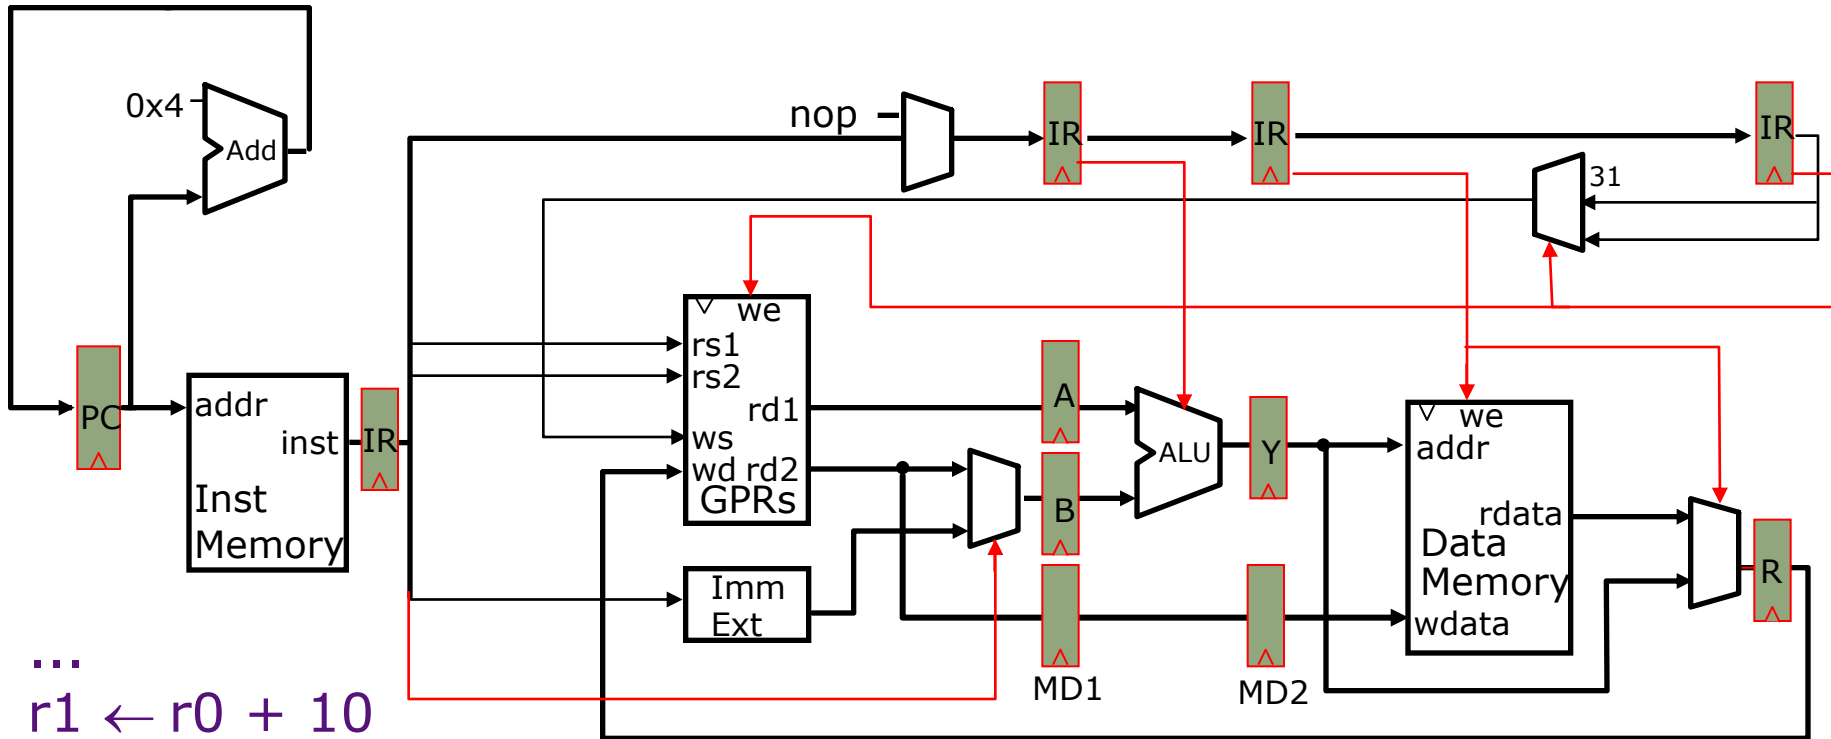 0x4
Add
nop
IR
IR
IR
31
we
rs1
rs2
rd1
ws
wd rd2
GPRs
PC
addr
inst
Inst
Memory
IR
A
B
ALU
Y
we
addr
rdata
Data
Memory
wdata
R
Imm
Ext
MD1
MD2
...
r1 ← r0 + 10